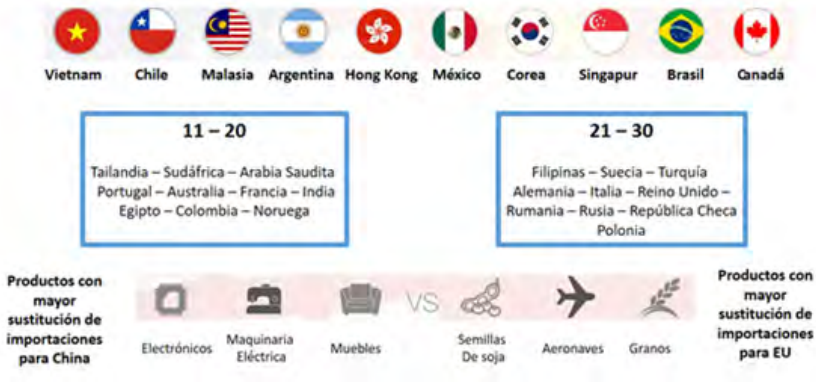 Vietnam Chile Malasia Argentina Hong Kong México Corea Singapur Brasil Canadá
11 – 20
Tailandia – Sudáfrica – Arabia Saudita
Portugal – Australia – Francia – India
Egipto – Colombia – Noruega
21 – 30
Filipinas – Suecia – Turquía
Alemania – Italia – Reino Unido –
Rumania – Rusia – República Checa
Polonia
Productos con
mayor
sustitución de
importaciones
para China
Electrónicos
Maquinaria
Eléctrica
Muebles
VS
Semillas
De soja
Aeronaves
Granos
Productos con
mayor
sustitución de
importaciones
para EU